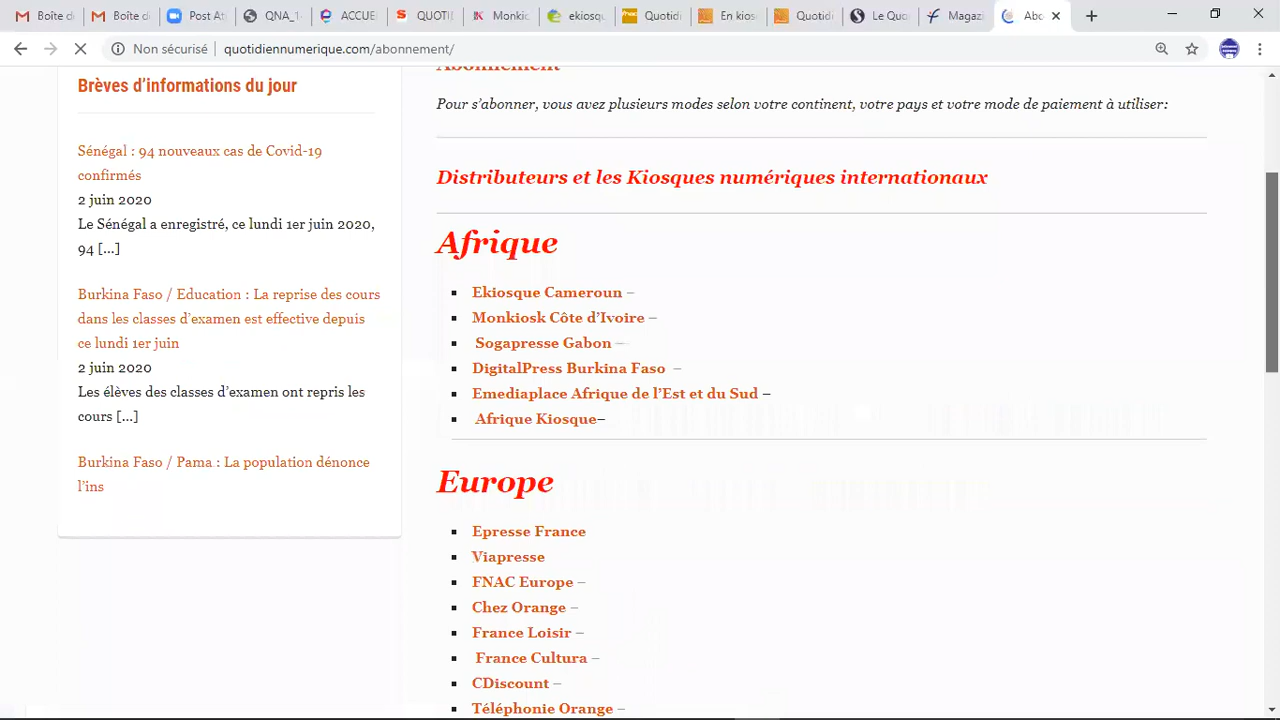 Boîte d
Boîte d
Post At
QNA_1
ACCUE
QUOTI
Monki
ekiosq
Quotid
En kios
Quotid
Le Quo
Magazi
Abo
Non sécurisé
quotidiennumerique.com/abonnement/
Brèves d’informations du jour
Sénégal : 94 nouveaux cas de Covid-19
confirmés
2 juin 2020
Le Sénégal a enregistré, ce lundi 1er juin 2020,
94 [...]
Burkina Faso / Education : La reprise des cours
dans les classes d’examen est effective depuis
ce lundi 1er juin
2 juin 2020
Les élèves des classes d’examen ont repris les
cours [...]
Burkina Faso / Pama : La population dénonce
l’ins
Abonnement
Pour s’abonner, vous avez plusieurs modes selon votre continent, votre pays et votre mode de paiement à utiliser:
Distributeurs et les Kiosques numériques internationaux
Afrique
Ekiosque Cameroun –
Monkiosk Côte d’Ivoire –
Sogapresse Gabon –
DigitalPress Burkina Faso –
Emediaplace Afrique de l’Est et du Sud –
Afrique Kiosque–
Europe
Epresse France
Viapresse
FNAC Europe –
Chez Orange –
France Loisir –
France Cultura –
CDiscount –
Téléphonie Orange –